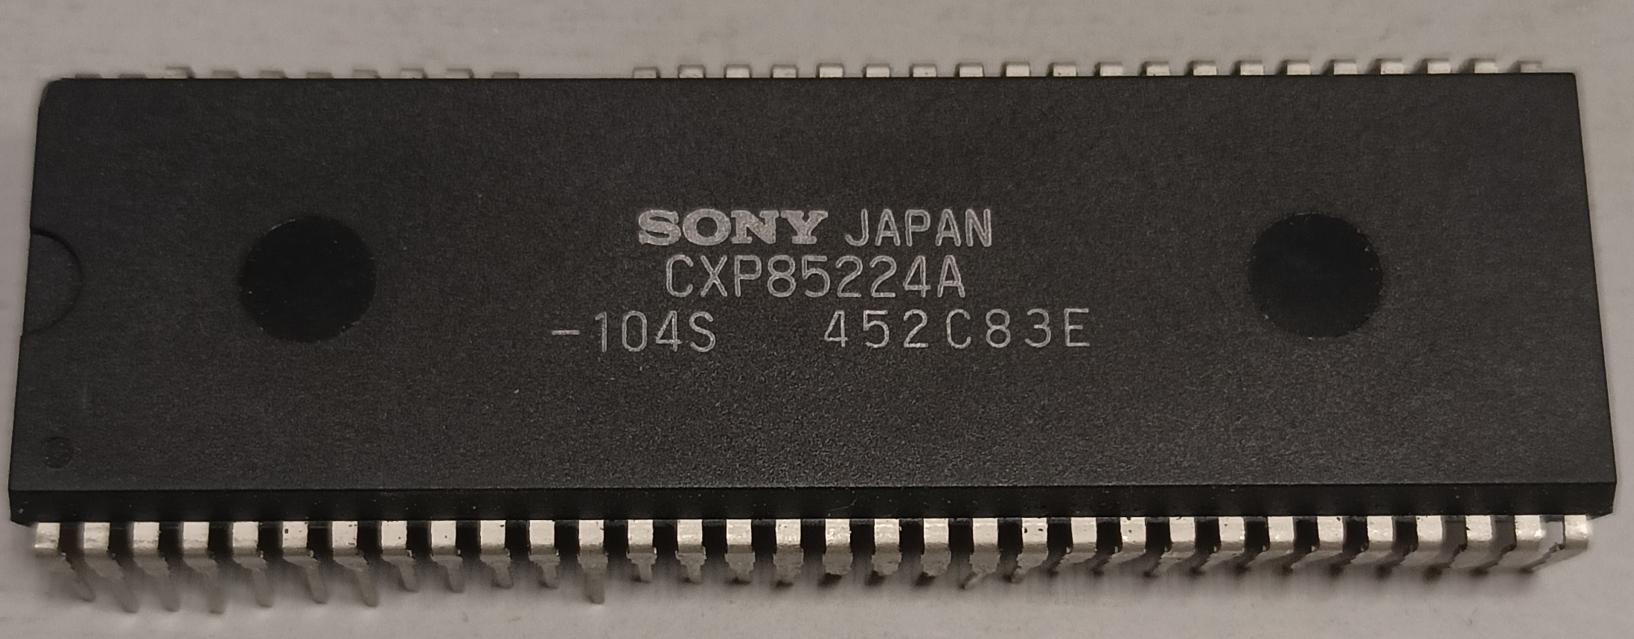 SONY JAPAN
CXP85224A
-104S 452C83E